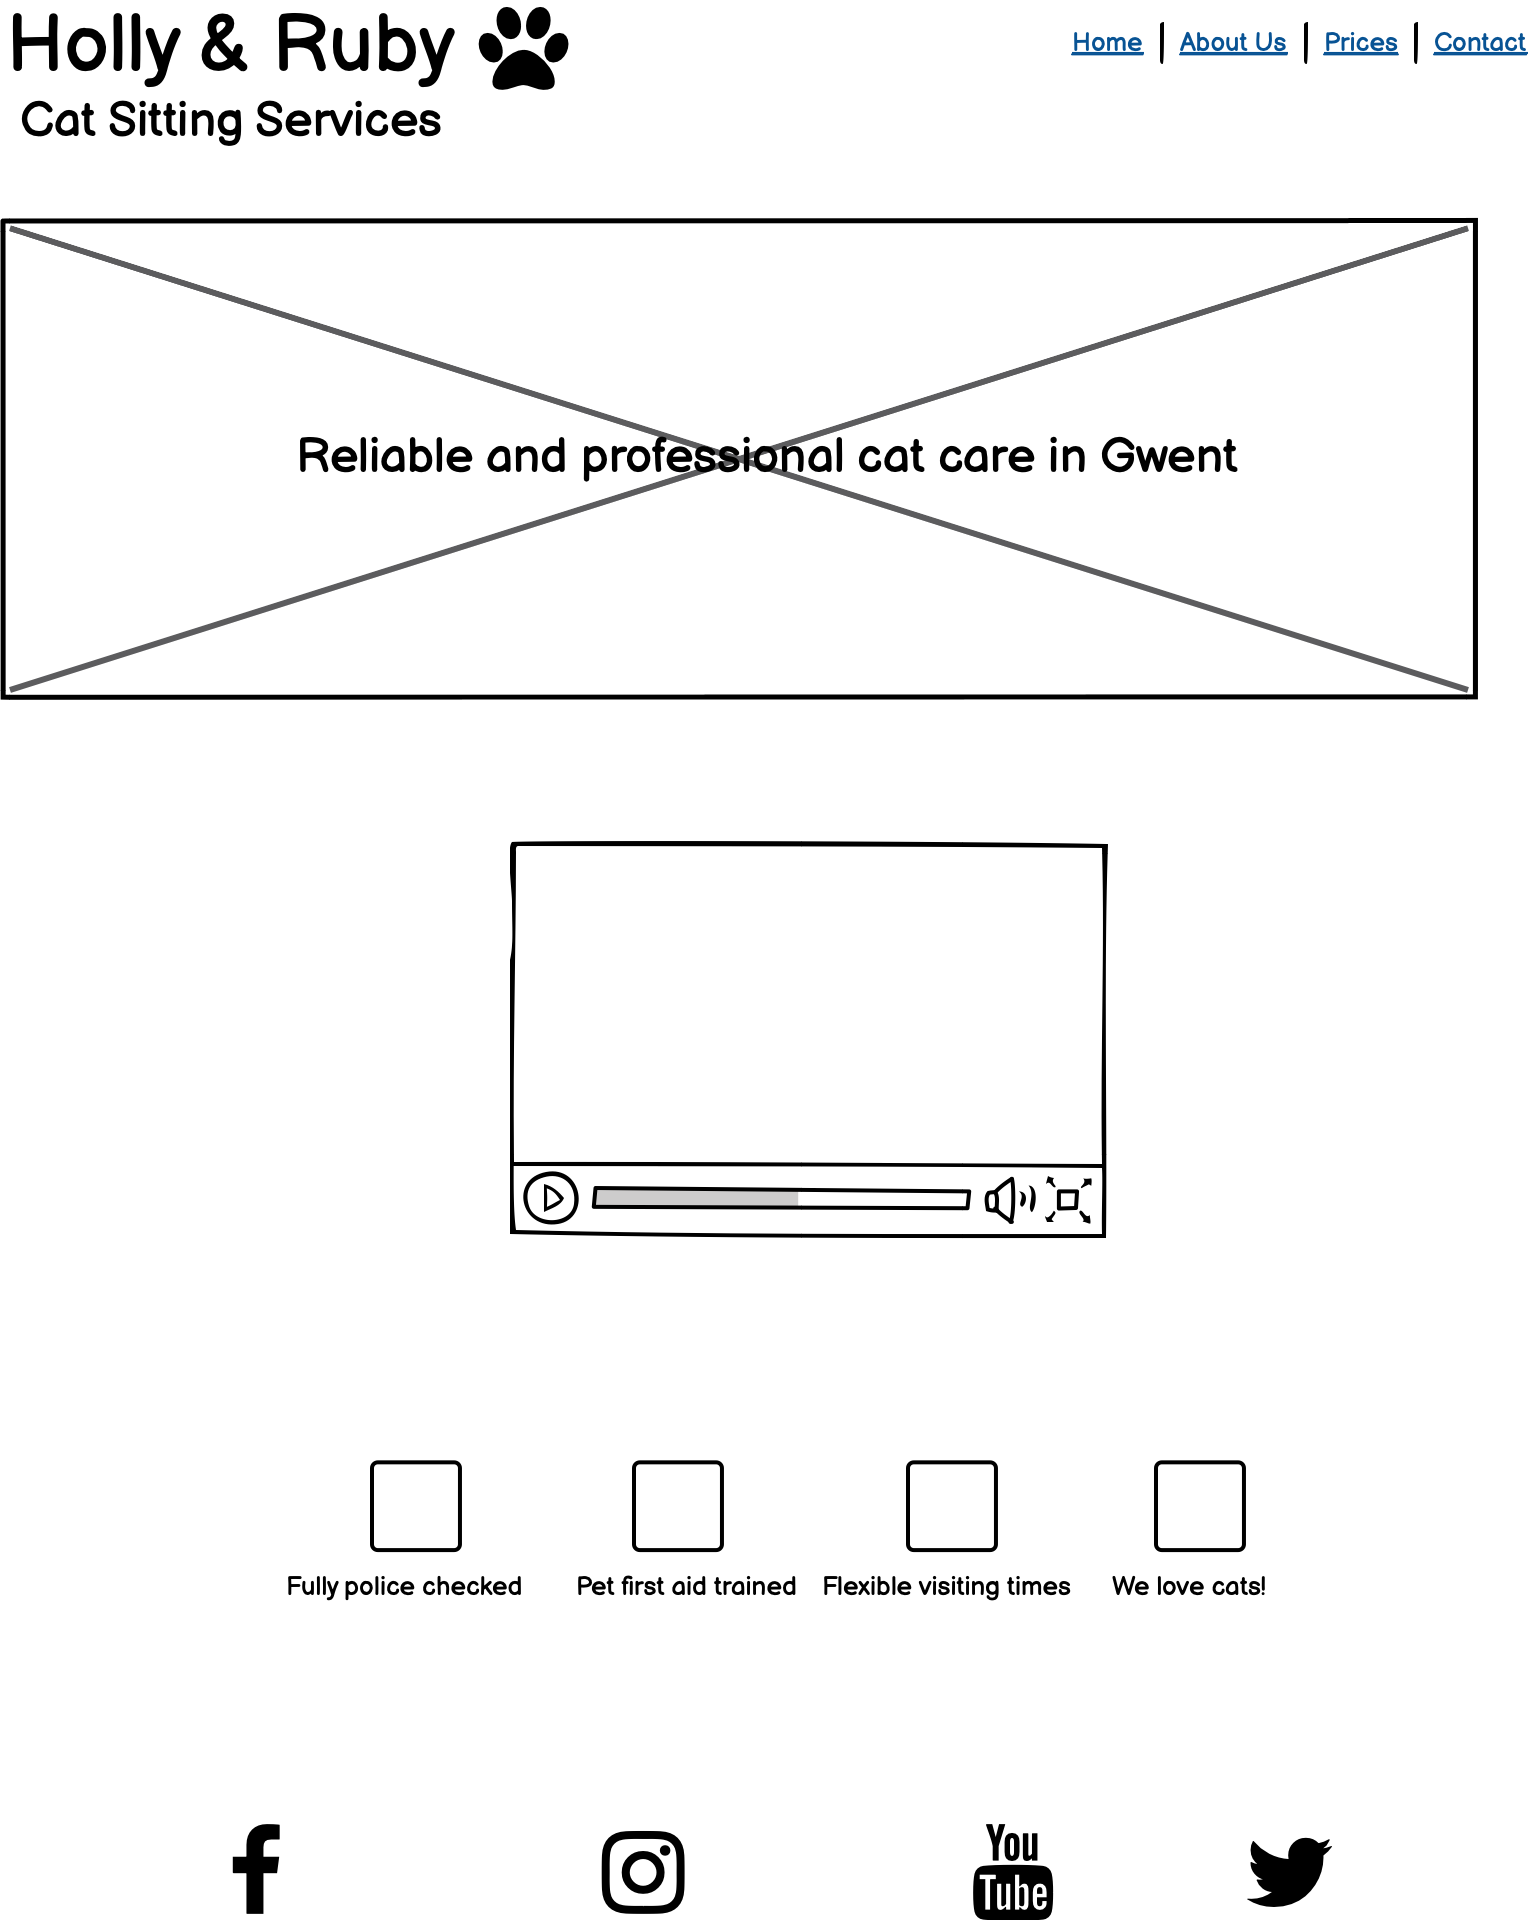 Holly & Ruby
Cat Sitting Services
Home | About Us | Prices | Contact
Reliable and professional cat care in Gwent
Fully police checked
Pet first aid trained
Flexible visiting times
We love cats!
You
Tube